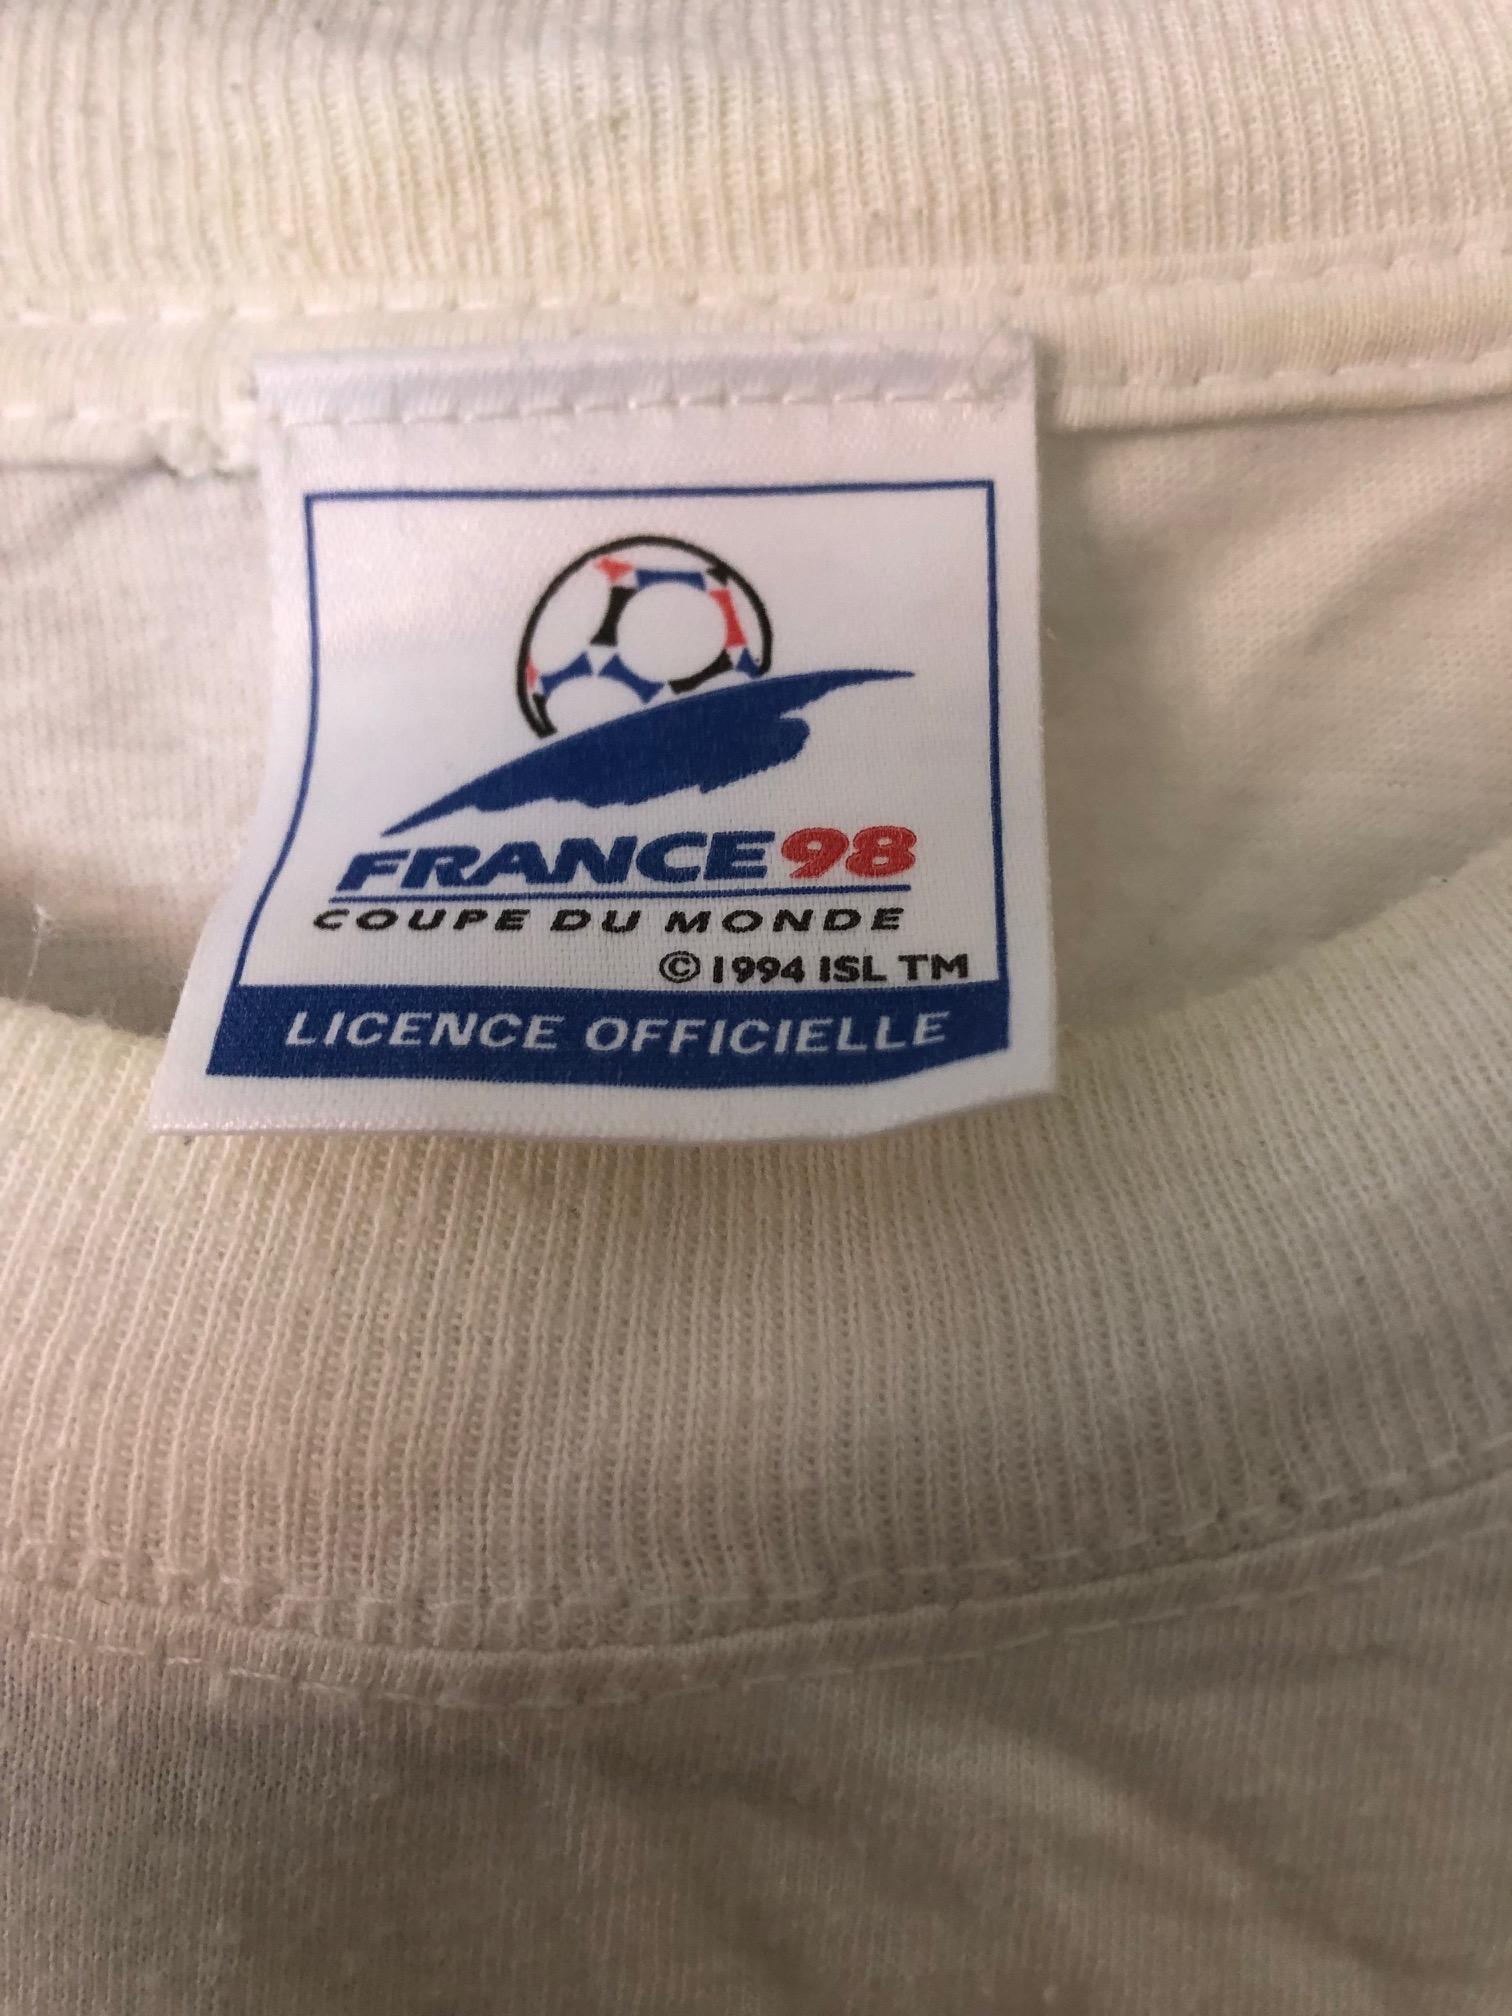 FRANCE 98
COUPE DU MONDE
© 1994 ISL TM
LICENCE OFFICIELLE